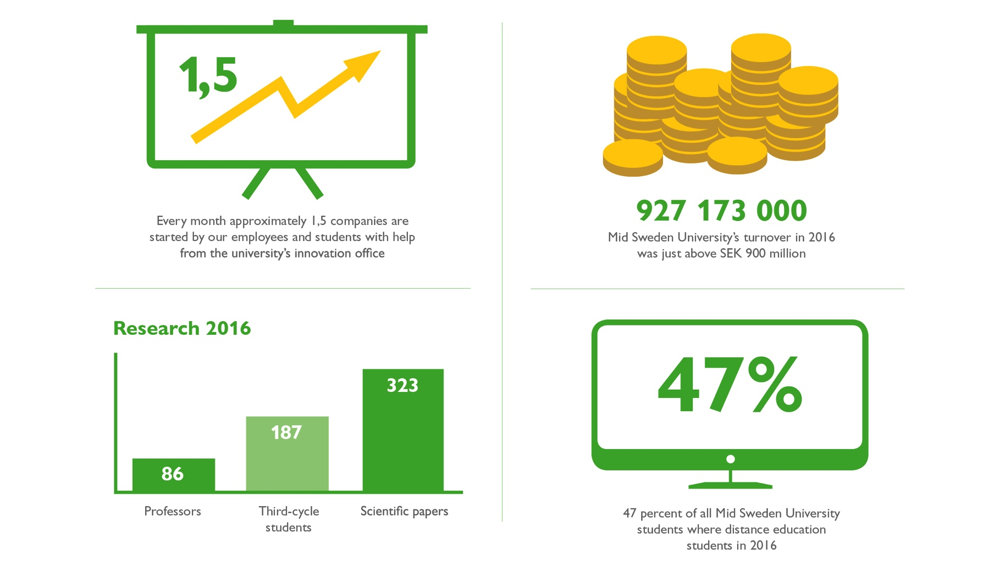 1,5
Every month approximately 1,5 companies are
started by our employees and students with help
from the university's innovation office
927 173 000
Mid Sweden University's turnover in 2016
was just above SEK 900 million
Research 2016
86
187
323
Professors
Third-cycle
students
Scientific papers
47%
47 percent of all Mid Sweden University
students where distance education
students in 2016